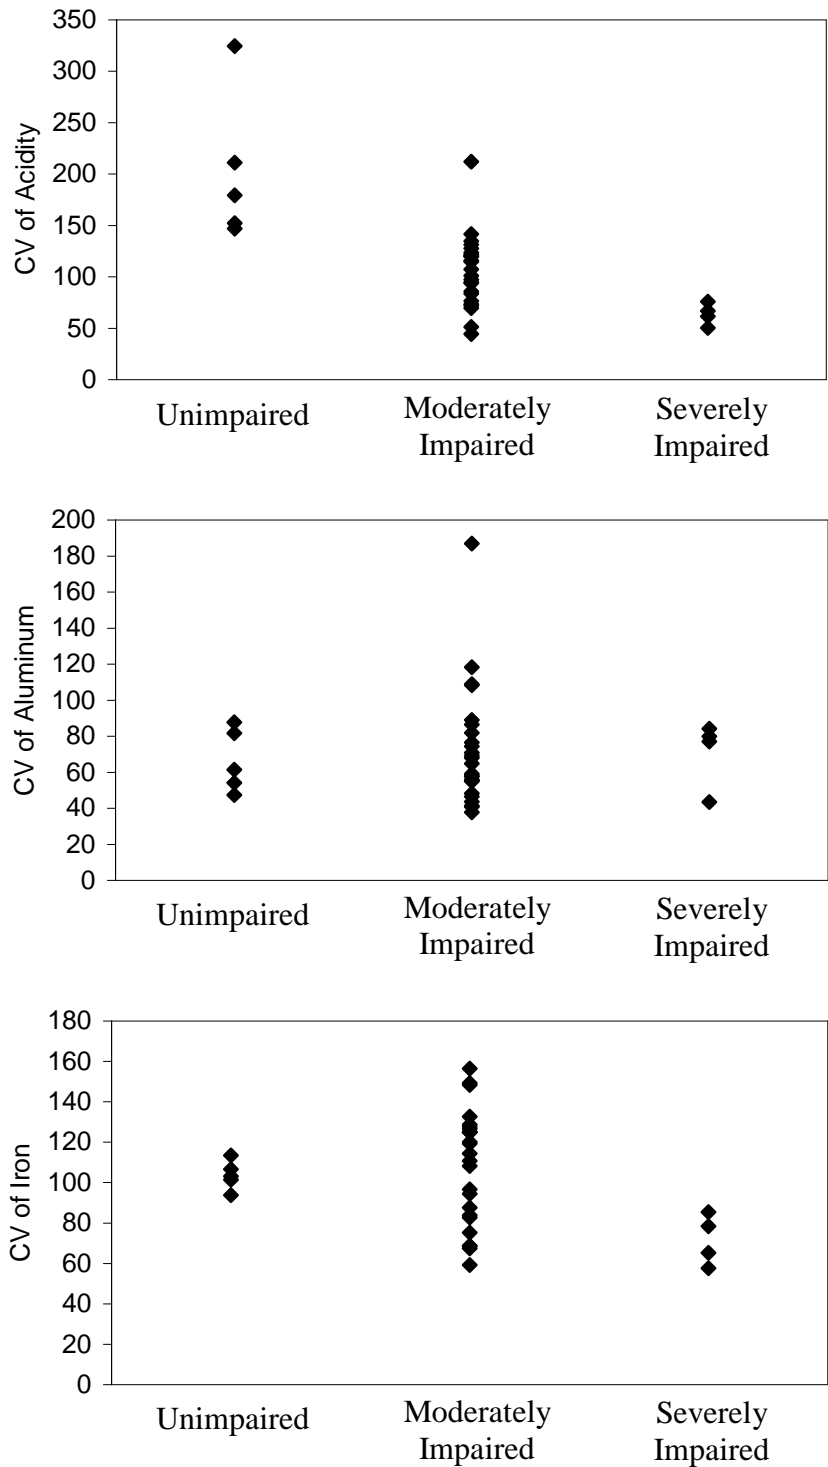 350
300
250
200
150
100
50
0
CV of Acidity
Unimpaired
Moderately
Impaired
Severely
Impaired
200
180
160
140
120
100
80
60
40
20
0
CV of Aluminum
Unimpaired
Moderately
Impaired
Severely
Impaired
180
160
140
120
100
80
60
40
20
0
CV of Iron
Unimpaired
Moderately
Impaired
Severely
Impaired